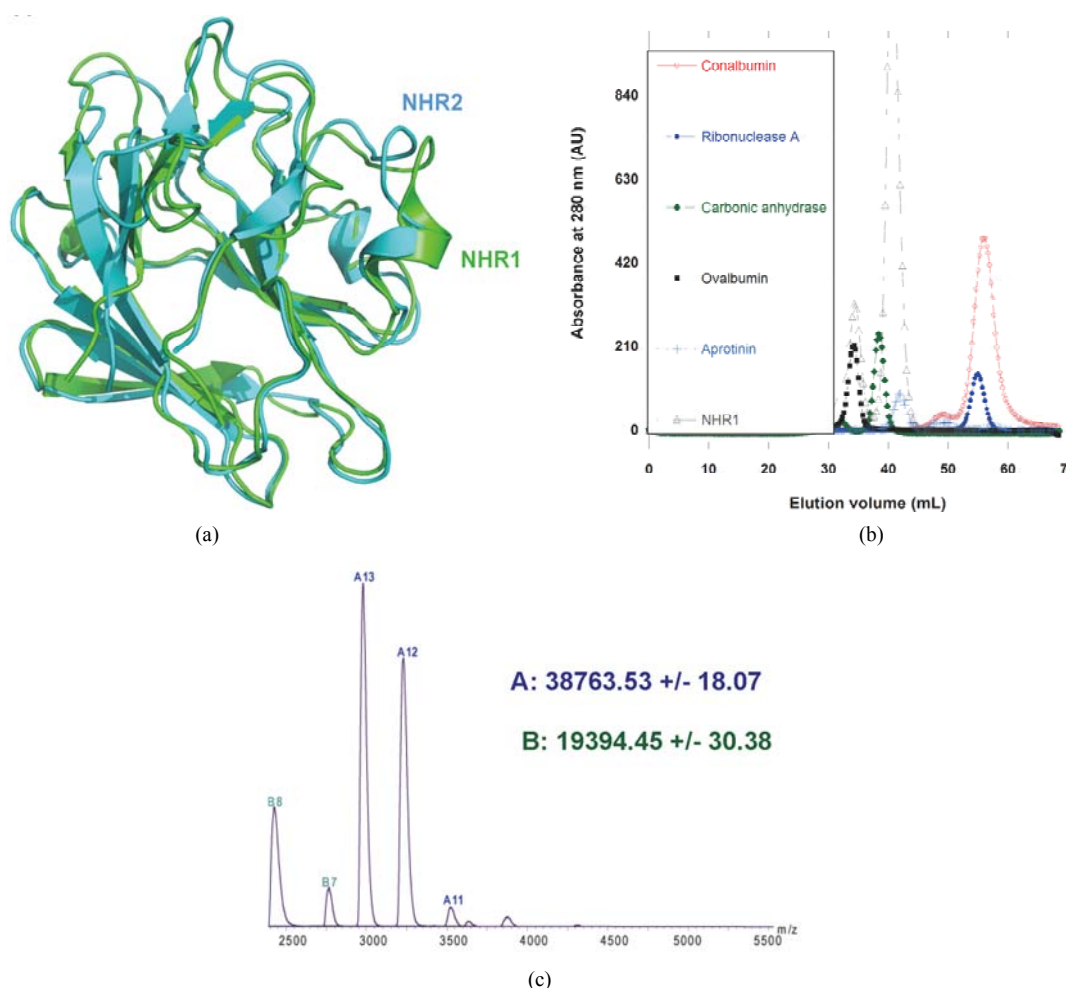 NHR2
NHR1
(a)
Absorbance at 280 nm (AU)
840
630
420
210
0
Conalbumin
Ribonuclease A
Carbonic anhydrase
Ovalbumin
Aprotinin
NHR1
0 10 20 30 40 50 60 7
Elution volume (mL)
(b)
A13
A12
A: 38763.53 +/- 18.07
B: 19394.45 +/- 30.38
B8
B7
A11
2500 3000 3500 4000 4500 5000 5500 m/z
(c)